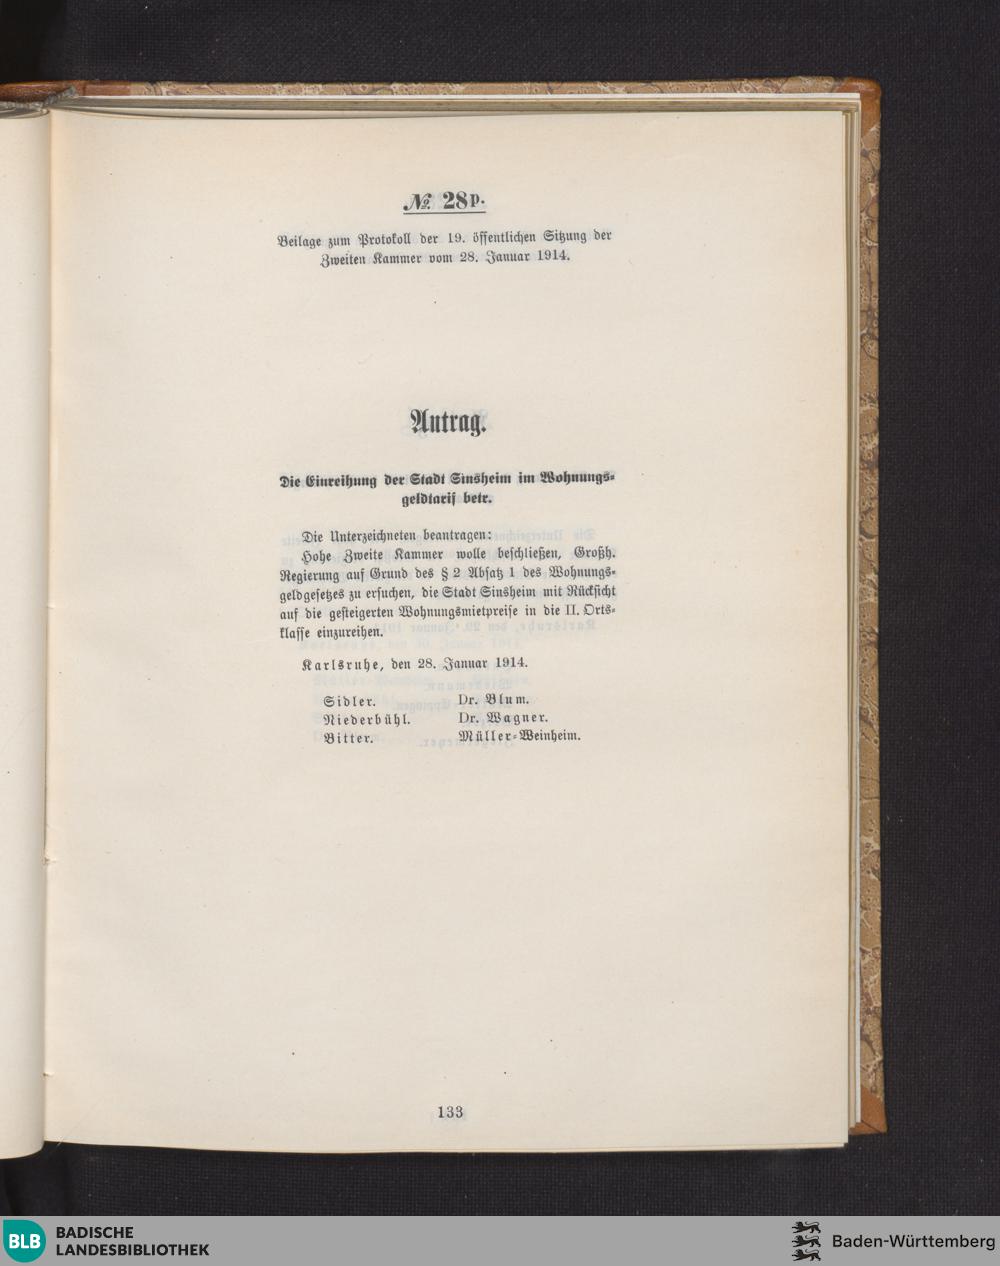 № 28p.
Beilage zum Protokoll der 19. öffentlichen Sitzung der
Zweiten Kammer vom 28. Januar 1914.
Antrag.
Die Einreihung der Stadt Sinsheim im Wohnungs-
geldtarif betr.
Die Unterzeichneten beantragen:
Hohe Zweite Kammer wolle beschließen, Großh.
Regierung auf Grund des § 2 Absatz 1 des Wohnungs-
geldgesetzes zu ersuchen, die Stadt Sinsheim mit Rücksicht
auf die gesteigerten Wohnungsmietpreise in die II. Orts-
klasse einzureihen.
Karlsruhe, den 28. Januar 1914.
Sidler. Dr. Blum.
Niederbühl. Dr. Wagner.
Bitter. Müller-Weinheim.
133
BLB BADISCHE
LANDESBIBLIOTHEK
Baden-Württemberg